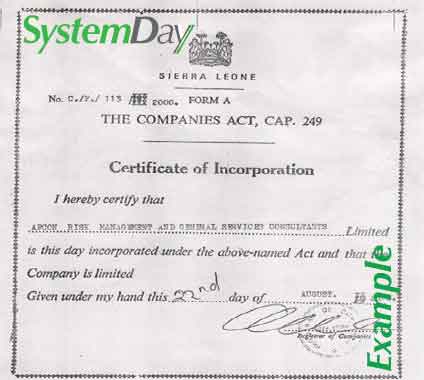 SystemDay
SIERRA LEONE
No. C./F./ 113 / 2000. FORM A
THE COMPANIES ACT, CAP. 249
Certificate of Incorporation
I hereby certify that
APCON RISK MANAGEMENT AND GENERAL SERVICES CONSULTANTS Limited
is this day incorporated under the above-named Act and that
Company Is limited
Given under my hand this 22nd day of AUGUST.
Registrar of Companies
Example